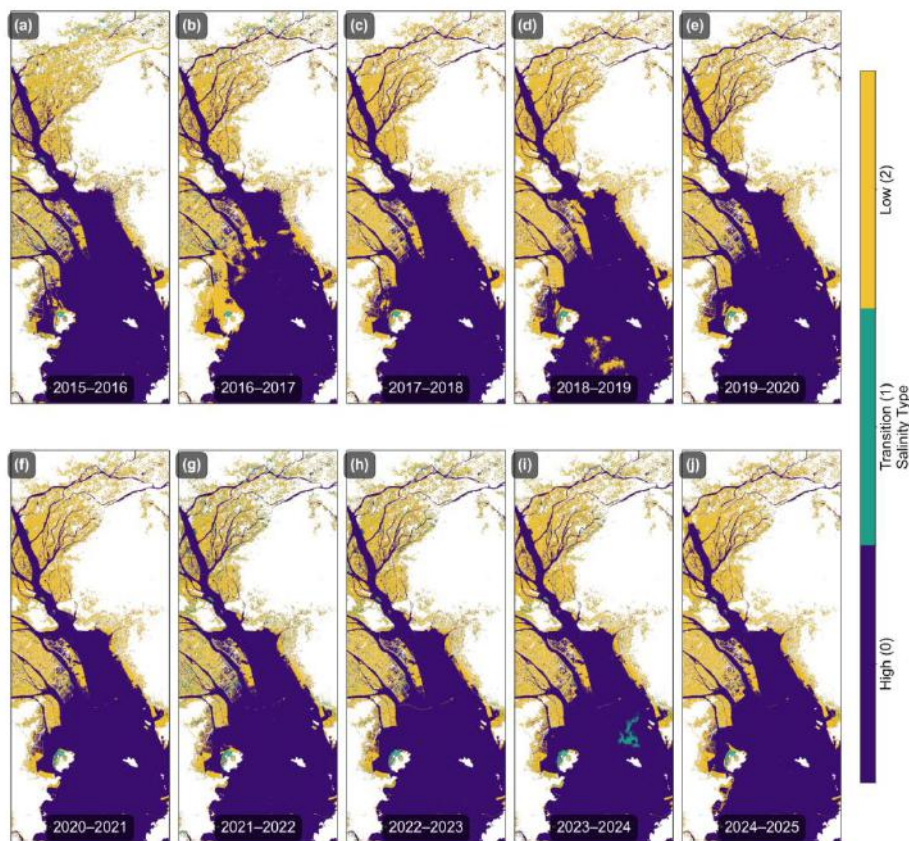 (a) (b) (c) (d) (e)
2015–2016 2016–2017 2017–2018 2018–2019 2019–2020
(f) (g) (h) (i) (j)
2020–2021 2021–2022 2022–2023 2023–2024 2024–2025
Low (2)
Transition (1)
High (0)
Salinity Type